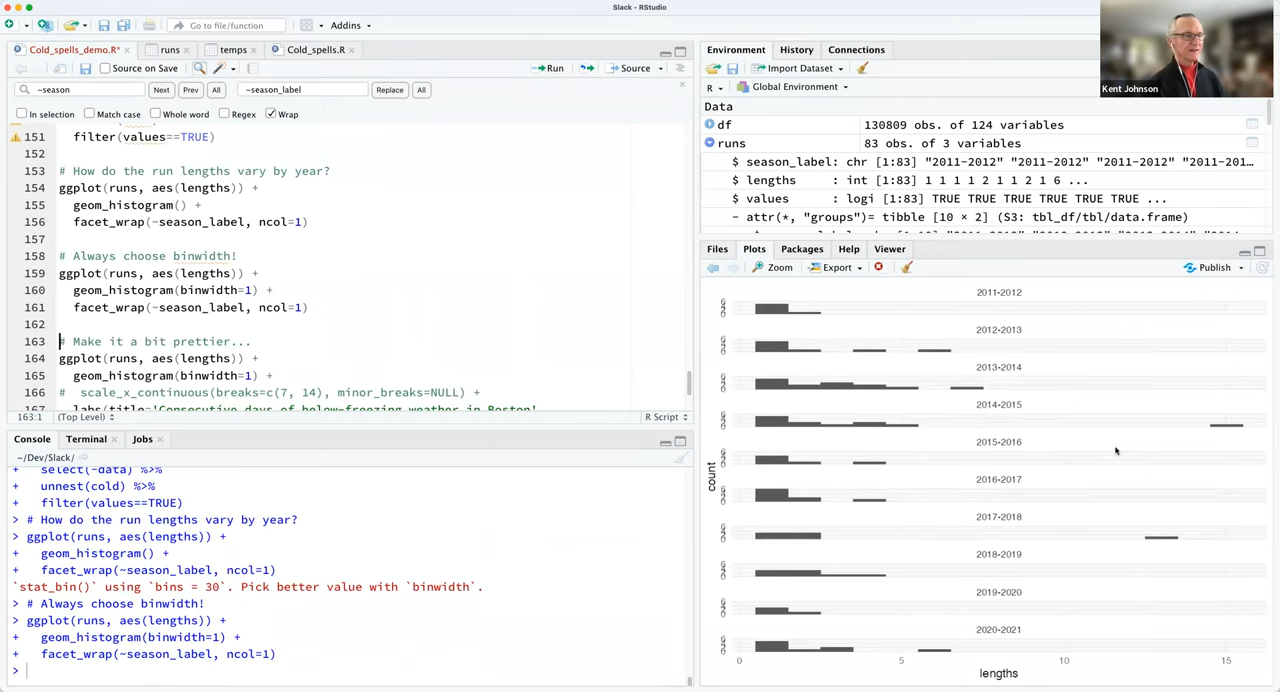 Slack - RStudio
Go to file/function
Addins
Cold_spells_demo.R*
runs
temps
Cold_spells.R
Source on Save
Run
Source
~season
Next
Prev
All
~season_label
Replace
All
In selection
Match case
Whole word
Regex
Wrap
151 filter(values==TRUE)
152
153 # How do the run lengths vary by year?
154 ggplot(runs, aes(lengths)) +
155 geom_histogram() +
156 facet_wrap(~season_label, ncol=1)
157
158 # Always choose binwidth!
159 ggplot(runs, aes(lengths)) +
160 geom_histogram(binwidth=1) +
161 facet_wrap(~season_label, ncol=1)
162
163 # Make it a bit prettier...
164 ggplot(runs, aes(lengths)) +
165 geom_histogram(binwidth=1) +
166 # scale_x_continuous(breaks=c(7, 14), minor_breaks=NULL) +
167 labs(title='Consecutive days of below-freezing weather in Boston'
163:1
(Top Level)
R Script
Console
Terminal
Jobs
~/Dev/Slack/
+ select(-data) %>%
+ unnest(cold) %>%
+ filter(values==TRUE)
> # How do the run lengths vary by year?
> ggplot(runs, aes(lengths)) +
+ geom_histogram() +
+ facet_wrap(~season_label, ncol=1)
`stat_bin()` using `bins = 30`. Pick better value with `binwidth`.
> # Always choose binwidth!
> ggplot(runs, aes(lengths)) +
+ geom_histogram(binwidth=1) +
+ facet_wrap(~season_label, ncol=1)
>
Environment
History
Connections
Import Dataset
R
Global Environment
Data
df 130809 obs. of 124 variables
runs 83 obs. of 3 variables
$ season_label: chr [1:83] "2011-2012" "2011-2012" "2011-2012" "2011-201…
$ lengths : int [1:83] 1 1 1 1 2 1 1 2 1 6 ...
$ values : logi [1:83] TRUE TRUE TRUE TRUE TRUE TRUE ...
- attr(*, "groups")= tibble [10 × 2] (S3: tbl_df/tbl/data.frame)
Kent Johnson
Files
Plots
Packages
Help
Viewer
Zoom
Export
Publish
2011-2012
2012-2013
2013-2014
2014-2015
2015-2016
2016-2017
2017-2018
2018-2019
2019-2020
2020-2021
count
0 5 10 15
lengths